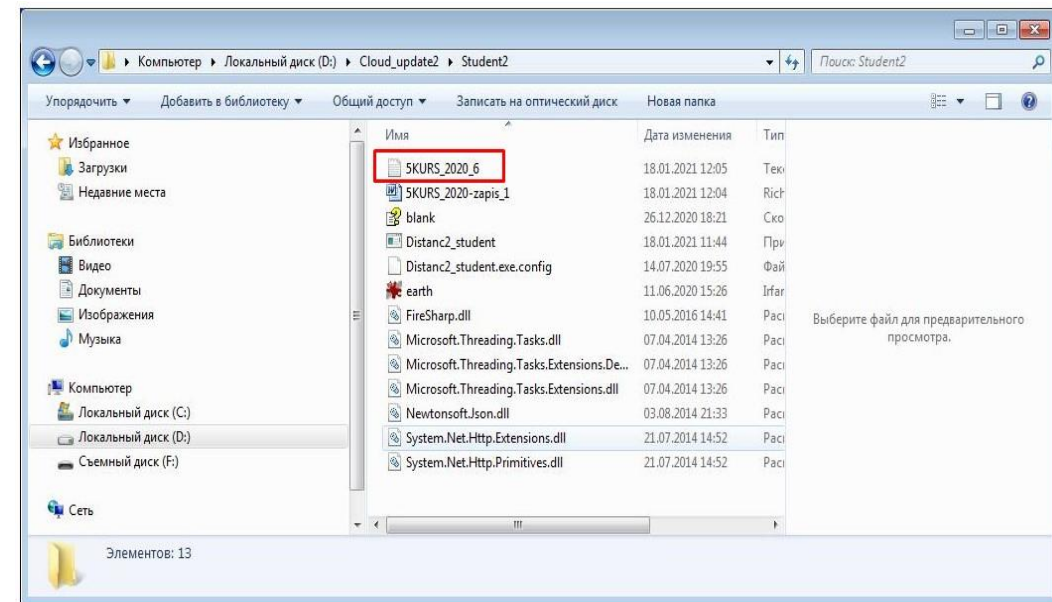 Компьютер ▸ Локальный диск (D:) ▸ Cloud_update2 ▸ Student2
Поиск: Student2
Упорядочить Добавить в библиотеку Общий доступ Записать на оптический диск Новая папка
Избранное
Загрузки
Недавние места
Библиотеки
Видео
Документы
Изображения
Музыка
Компьютер
Локальный диск (C:)
Локальный диск (D:)
Съемный диск (F:)
Сеть
Имя Дата изменения Тип
5KURS_2020_6 18.01.2021 12:05 Тек
5KURS_2020-zapis_1 18.01.2021 12:04 Rich
blank 26.12.2020 18:21 Ско
Distanc2_student 18.01.2021 11:44 При
Distanc2_student.exe.config 14.07.2020 19:55 Фай
earth 11.06.2020 15:26 Irfar
FireSharp.dll 10.05.2016 14:41 Рас
Microsoft.Threading.Tasks.dll 07.04.2014 13:26 Рас
Microsoft.Threading.Tasks.Extensions.De... 07.04.2014 13:26 Рас
Microsoft.Threading.Tasks.Extensions.dll 07.04.2014 13:26 Рас
Newtonsoft.Json.dll 03.08.2014 21:33 Рас
System.Net.Http.Extensions.dll 21.07.2014 14:52 Рас
System.Net.Http.Primitives.dll 21.07.2014 14:52 Рас
Выберите файл для предварительного
просмотра.
Элементов: 13